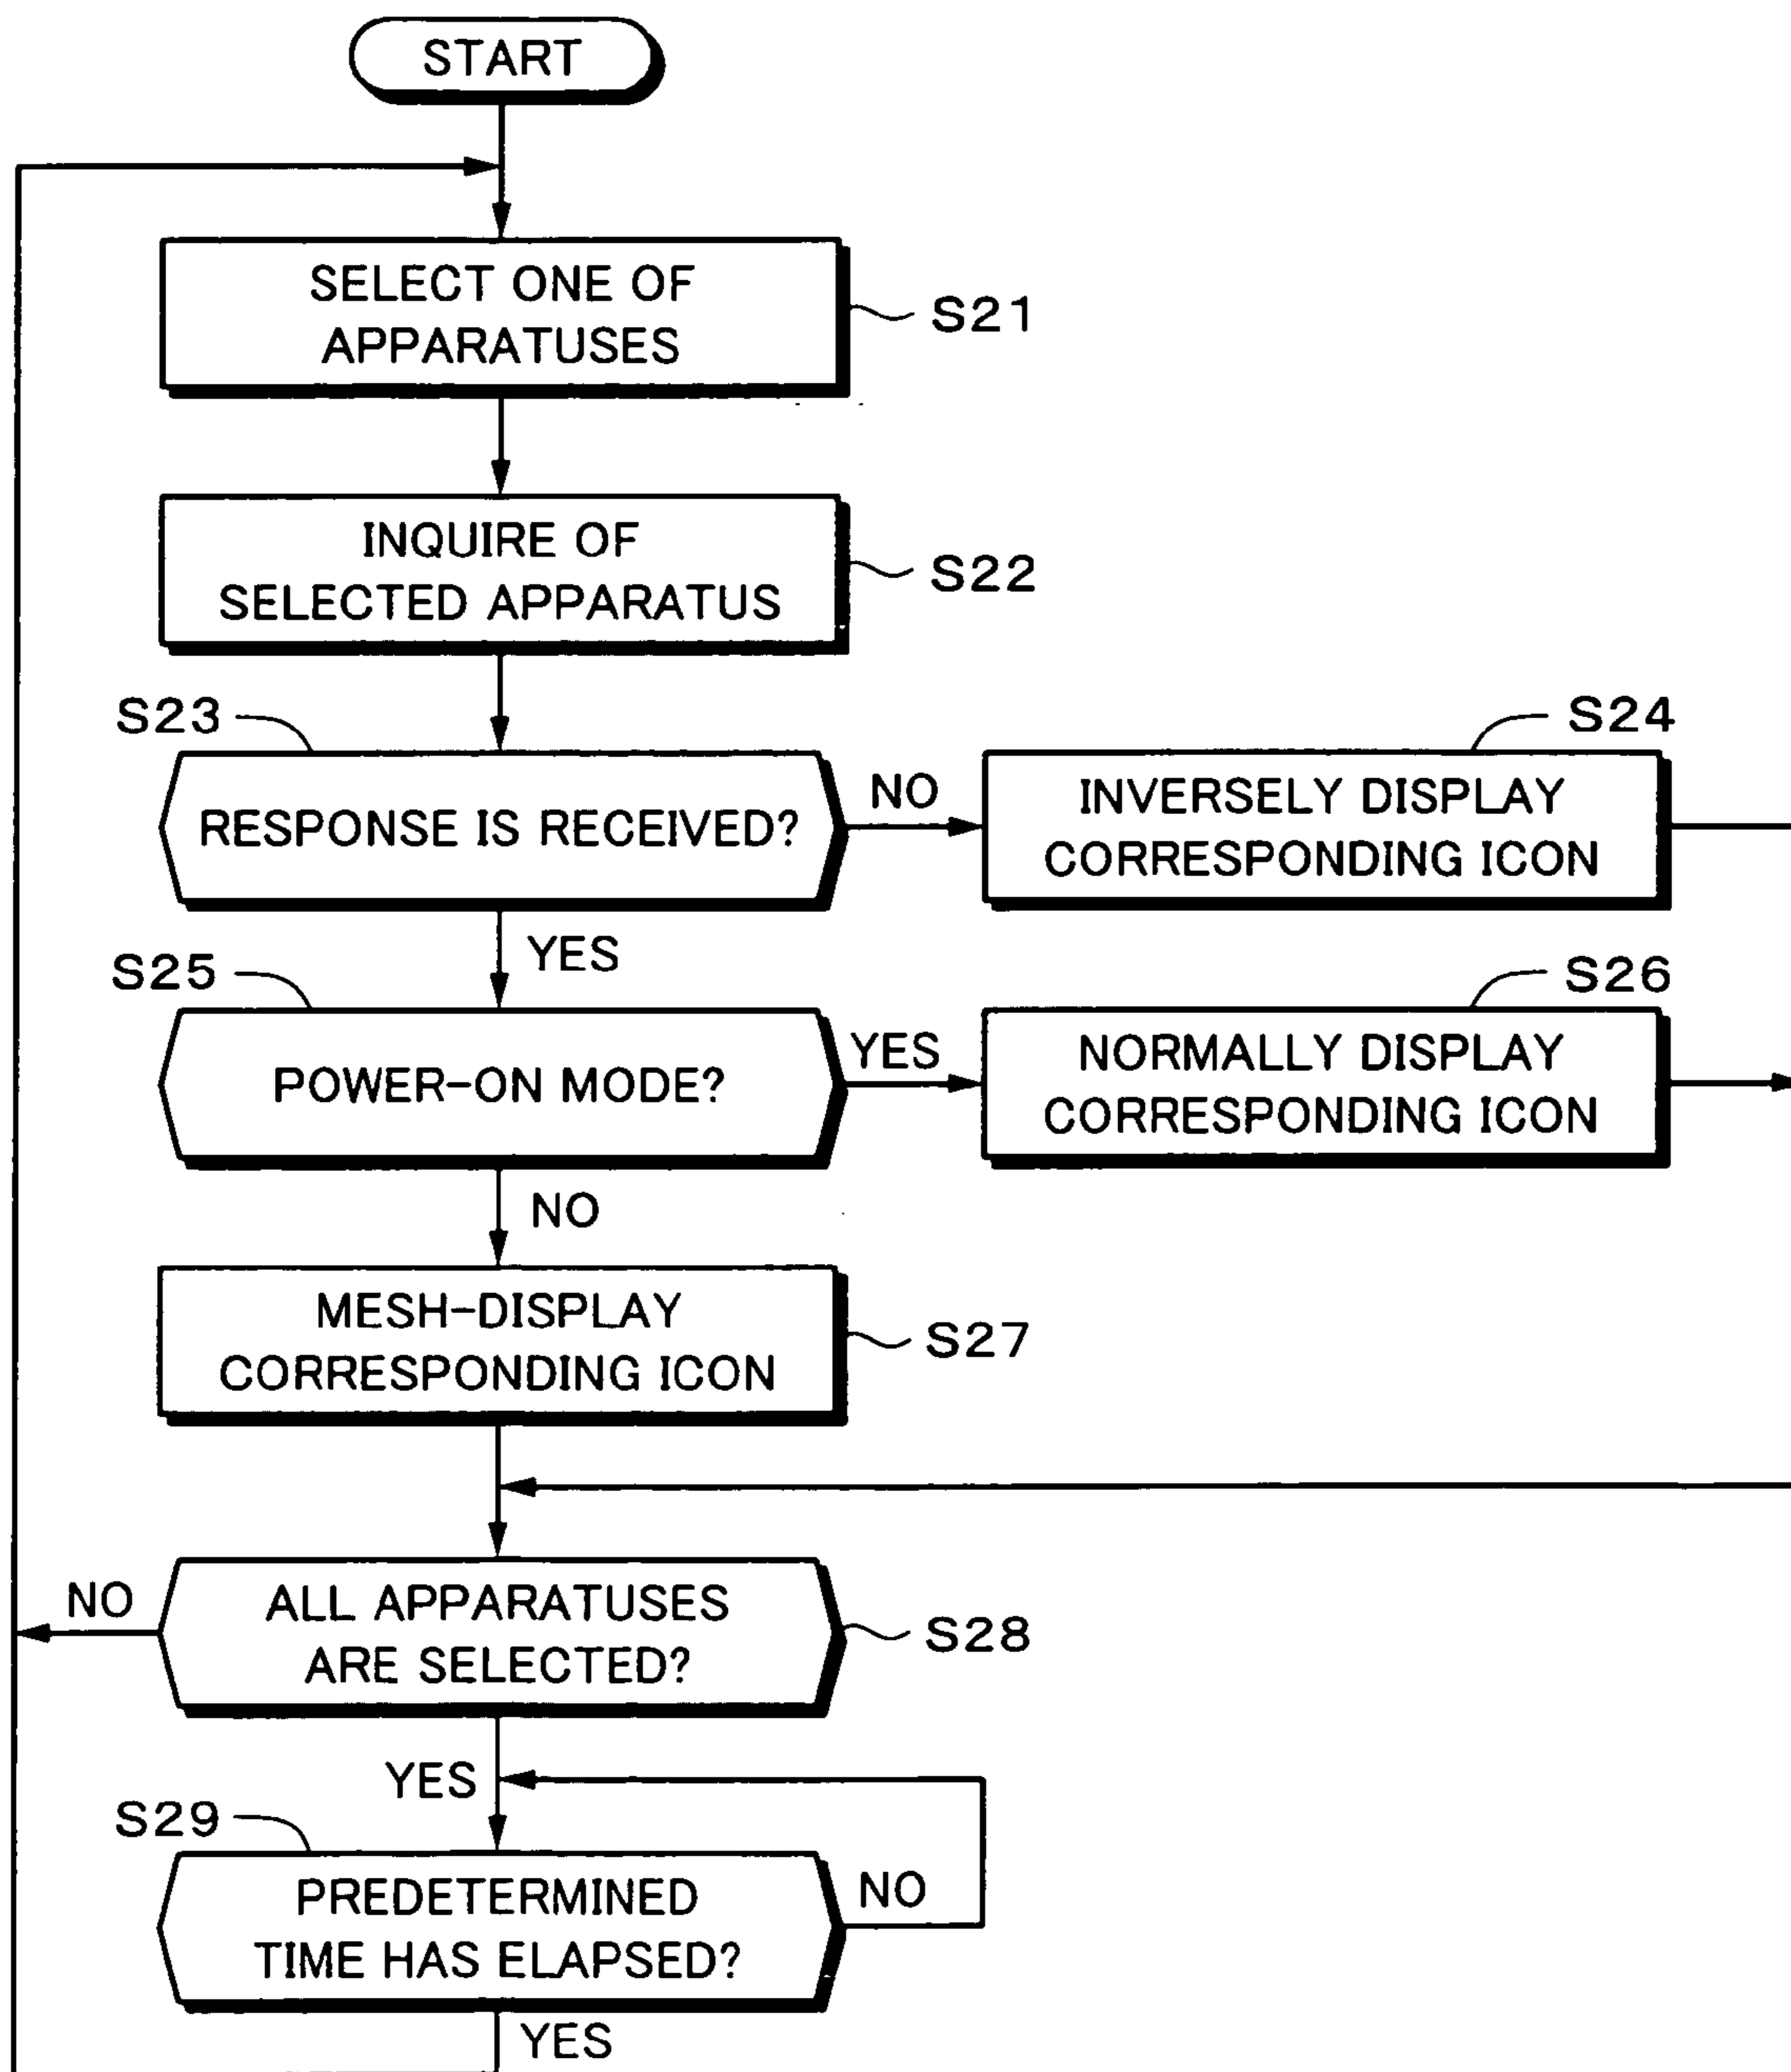 START
SELECT ONE OF
APPARATUSES
S21
INQUIRE OF
SELECTED APPARATUS
S22
S23
RESPONSE IS RECEIVED?
NO
S24
INVERSELY DISPLAY
CORRESPONDING ICON
YES
S25
POWER-ON MODE?
YES
S26
NORMALLY DISPLAY
CORRESPONDING ICON
NO
MESH-DISPLAY
CORRESPONDING ICON
S27
NO
ALL APPARATUSES
ARE SELECTED?
S28
YES
S29
PREDETERMINED
TIME HAS ELAPSED?
NO
YES